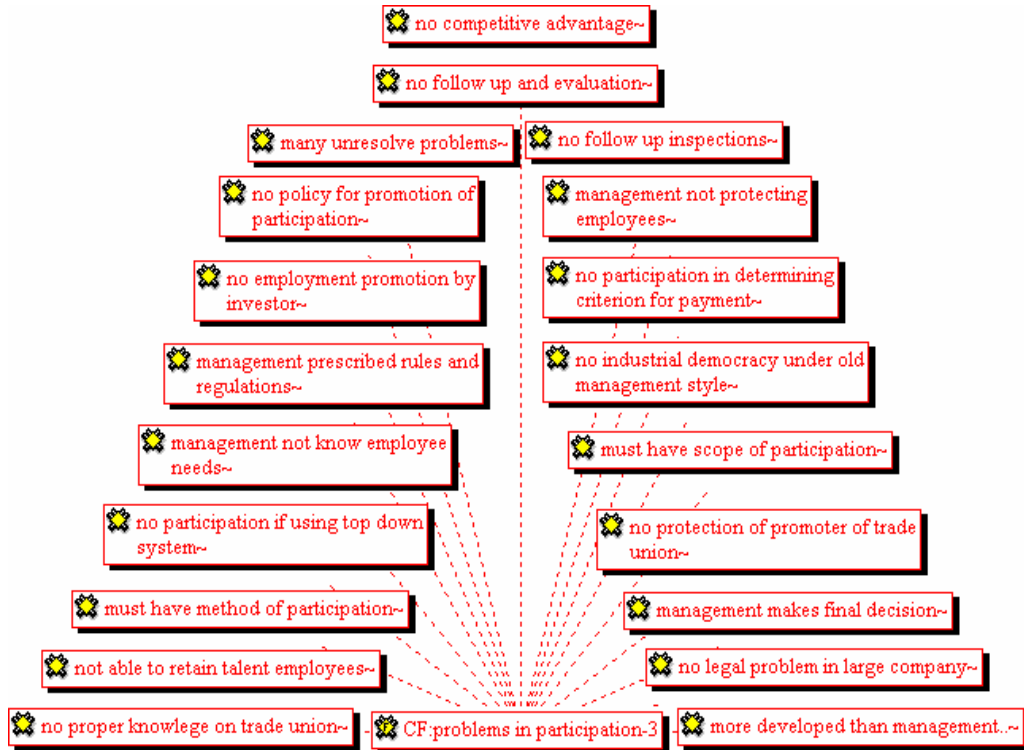 no competitive advantage~
no follow up and evaluation~
many unresolve problems~
no follow up inspections~
no policy for promotion of
participation~
management not protecting
employees~
no employment promotion by
investor~
no participation in determining
criterion for payment~
management prescribed rules and
regulations~
no industrial democracy under old
management style~
management not know employee
needs~
must have scope of participation~
no participation if using top down
system~
no protection of promoter of trade
union~
must have method of participation~
management makes final decision~
not able to retain talent employees~
no legal problem in large company~
no proper knowlege on trade union~
CF:problems in participation-3
more developed than management..~